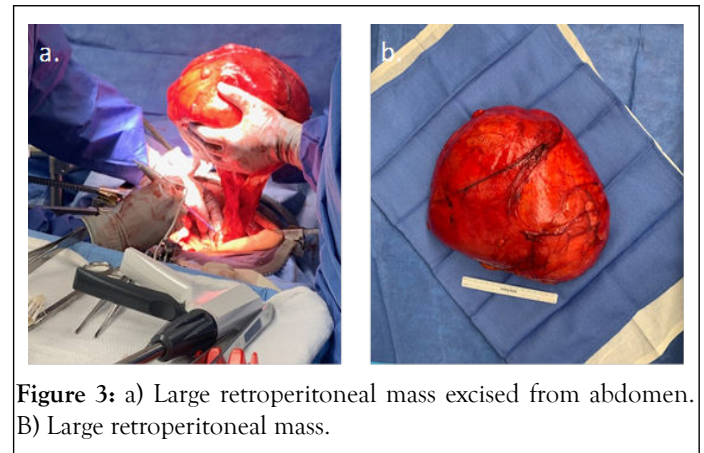 a.
b.
Figure 3: a) Large retroperitoneal mass excised from abdomen.
B) Large retroperitoneal mass.